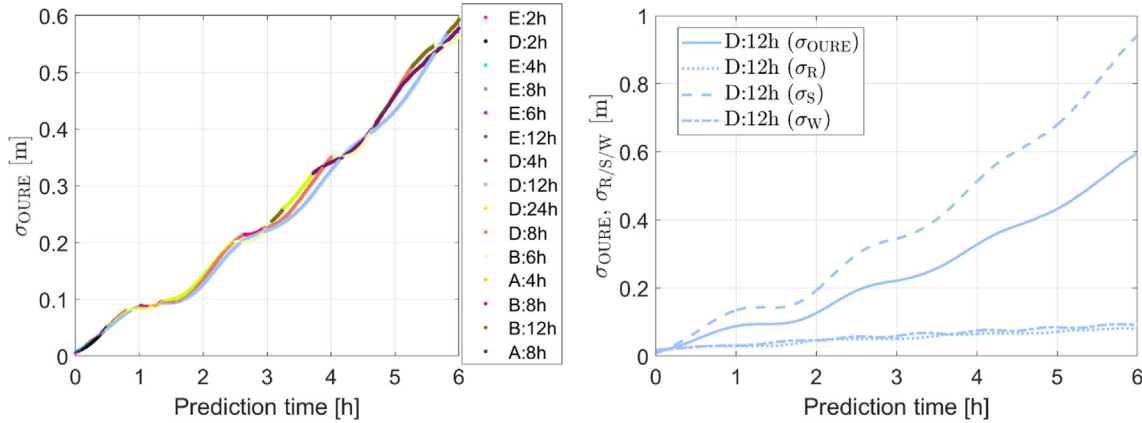 σOURE [m]
0.6
0.5
0.4
0.3
0.2
0.1
0
0 1 2 3 4 5 6
Prediction time [h]
E:2h
D:2h
E:4h
E:8h
E:6h
E:12h
D:4h
D:12h
D:24h
D:8h
B:6h
A:4h
B:8h
B:12h
A:8h
σOURE, σR/S/W [m]
1
0.8
0.6
0.4
0.2
0
0 1 2 3 4 5 6
Prediction time [h]
D:12h (σOURE)
D:12h (σR)
D:12h (σS)
D:12h (σW)